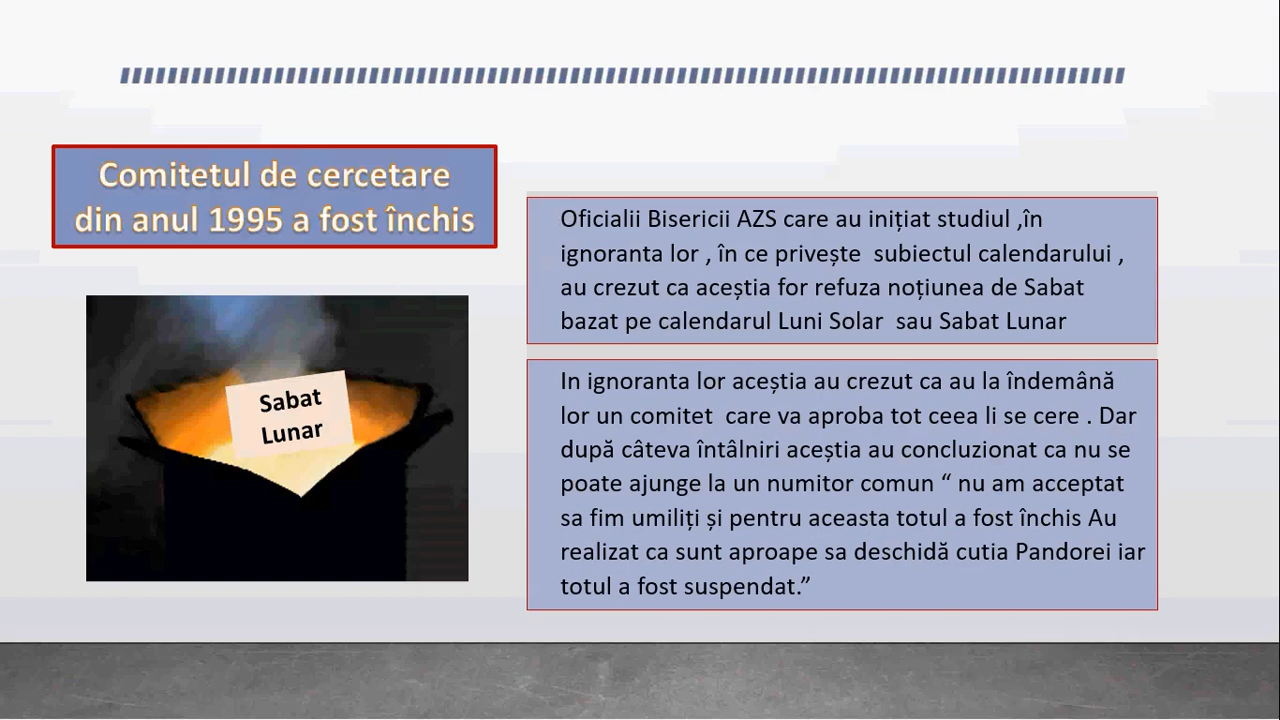 Comitetul de cercetare
din anul 1995 a fost închis
Sabat
Lunar
Oficialii Bisericii AZS care au inițiat studiul ,în
ignoranta lor , în ce privește subiectul calendarului ,
au crezut ca aceștia for refuza noțiunea de Sabat
bazat pe calendarul Luni Solar sau Sabat Lunar
In ignoranta lor aceștia au crezut ca au la îndemână
lor un comitet care va aproba tot ceea li se cere . Dar
după câteva întâlniri aceștia au concluzionat ca nu se
poate ajunge la un numitor comun “ nu am acceptat
sa fim umiliți și pentru aceasta totul a fost închis Au
realizat ca sunt aproape sa deschidă cutia Pandorei iar
totul a fost suspendat.”